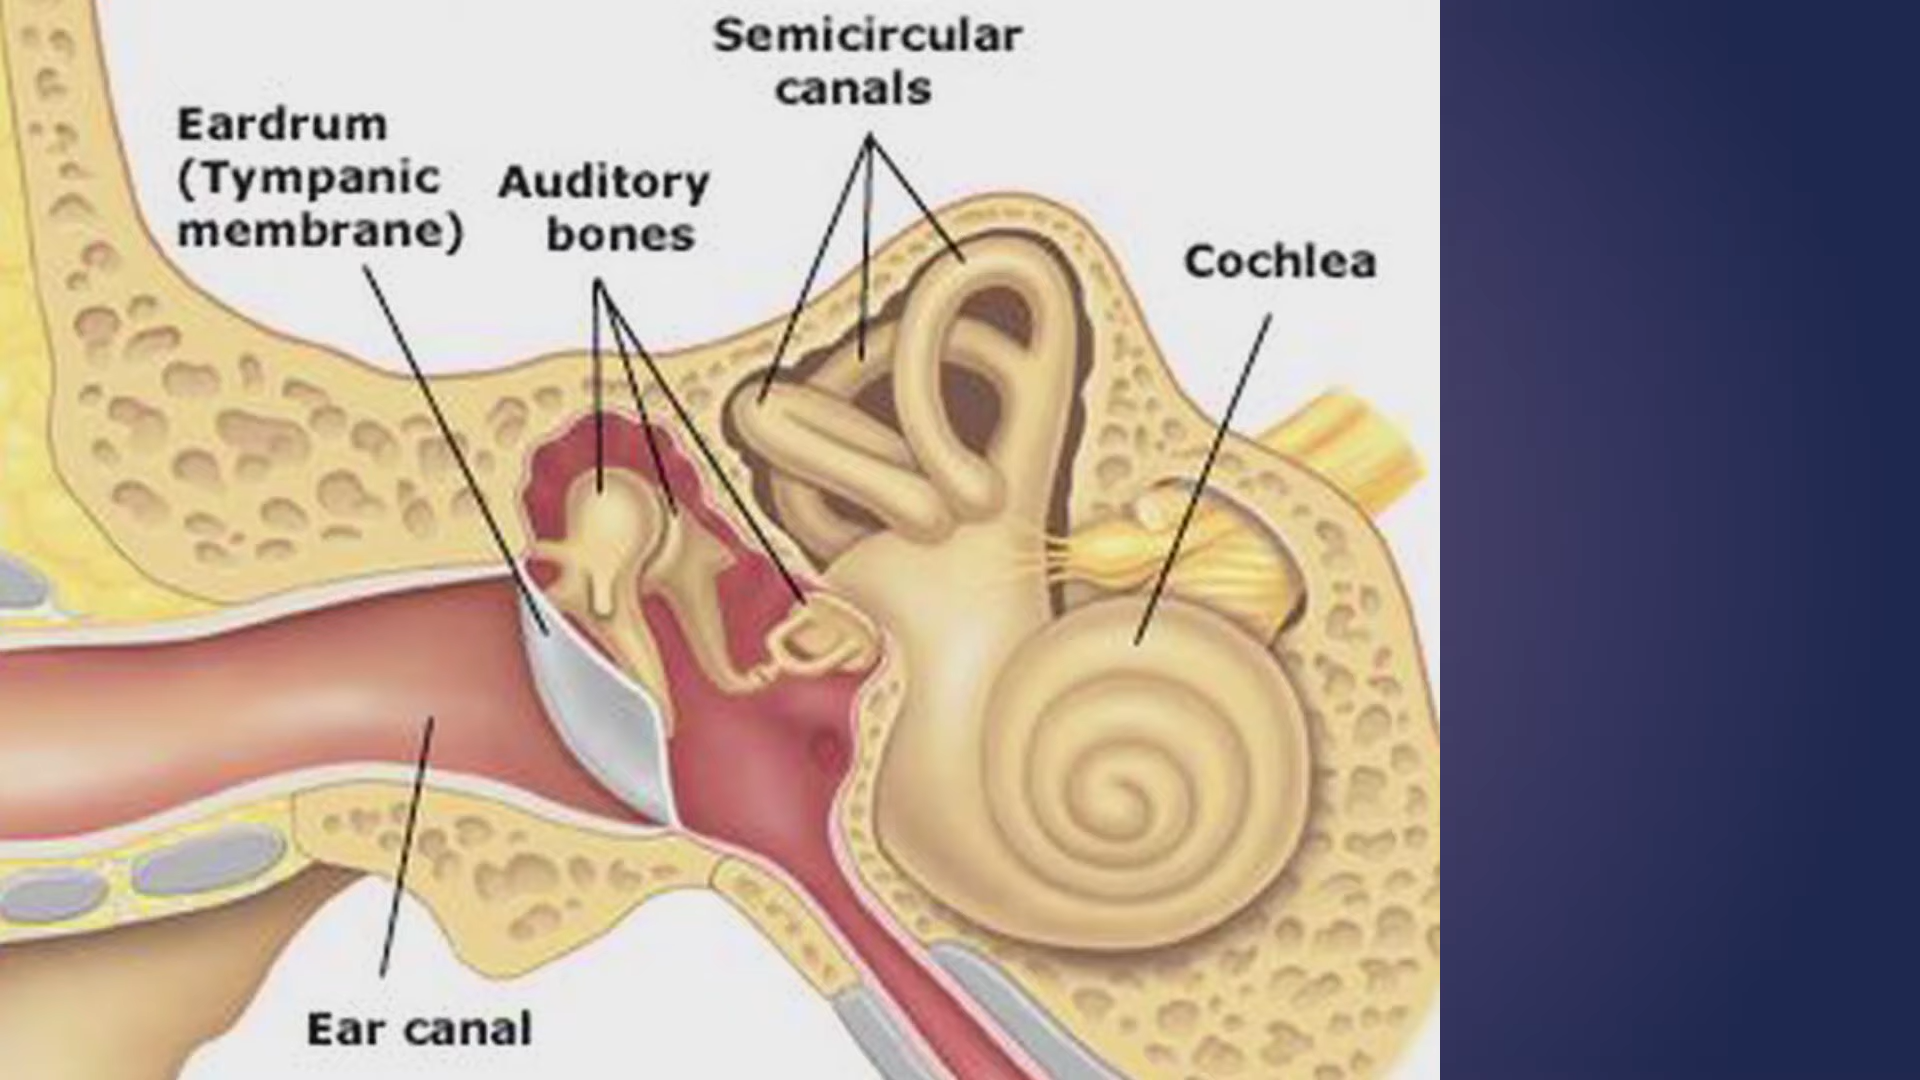 Semicircular
canals
Eardrum
(Tympanic
membrane)
Auditory
bones
Cochlea
Ear canal